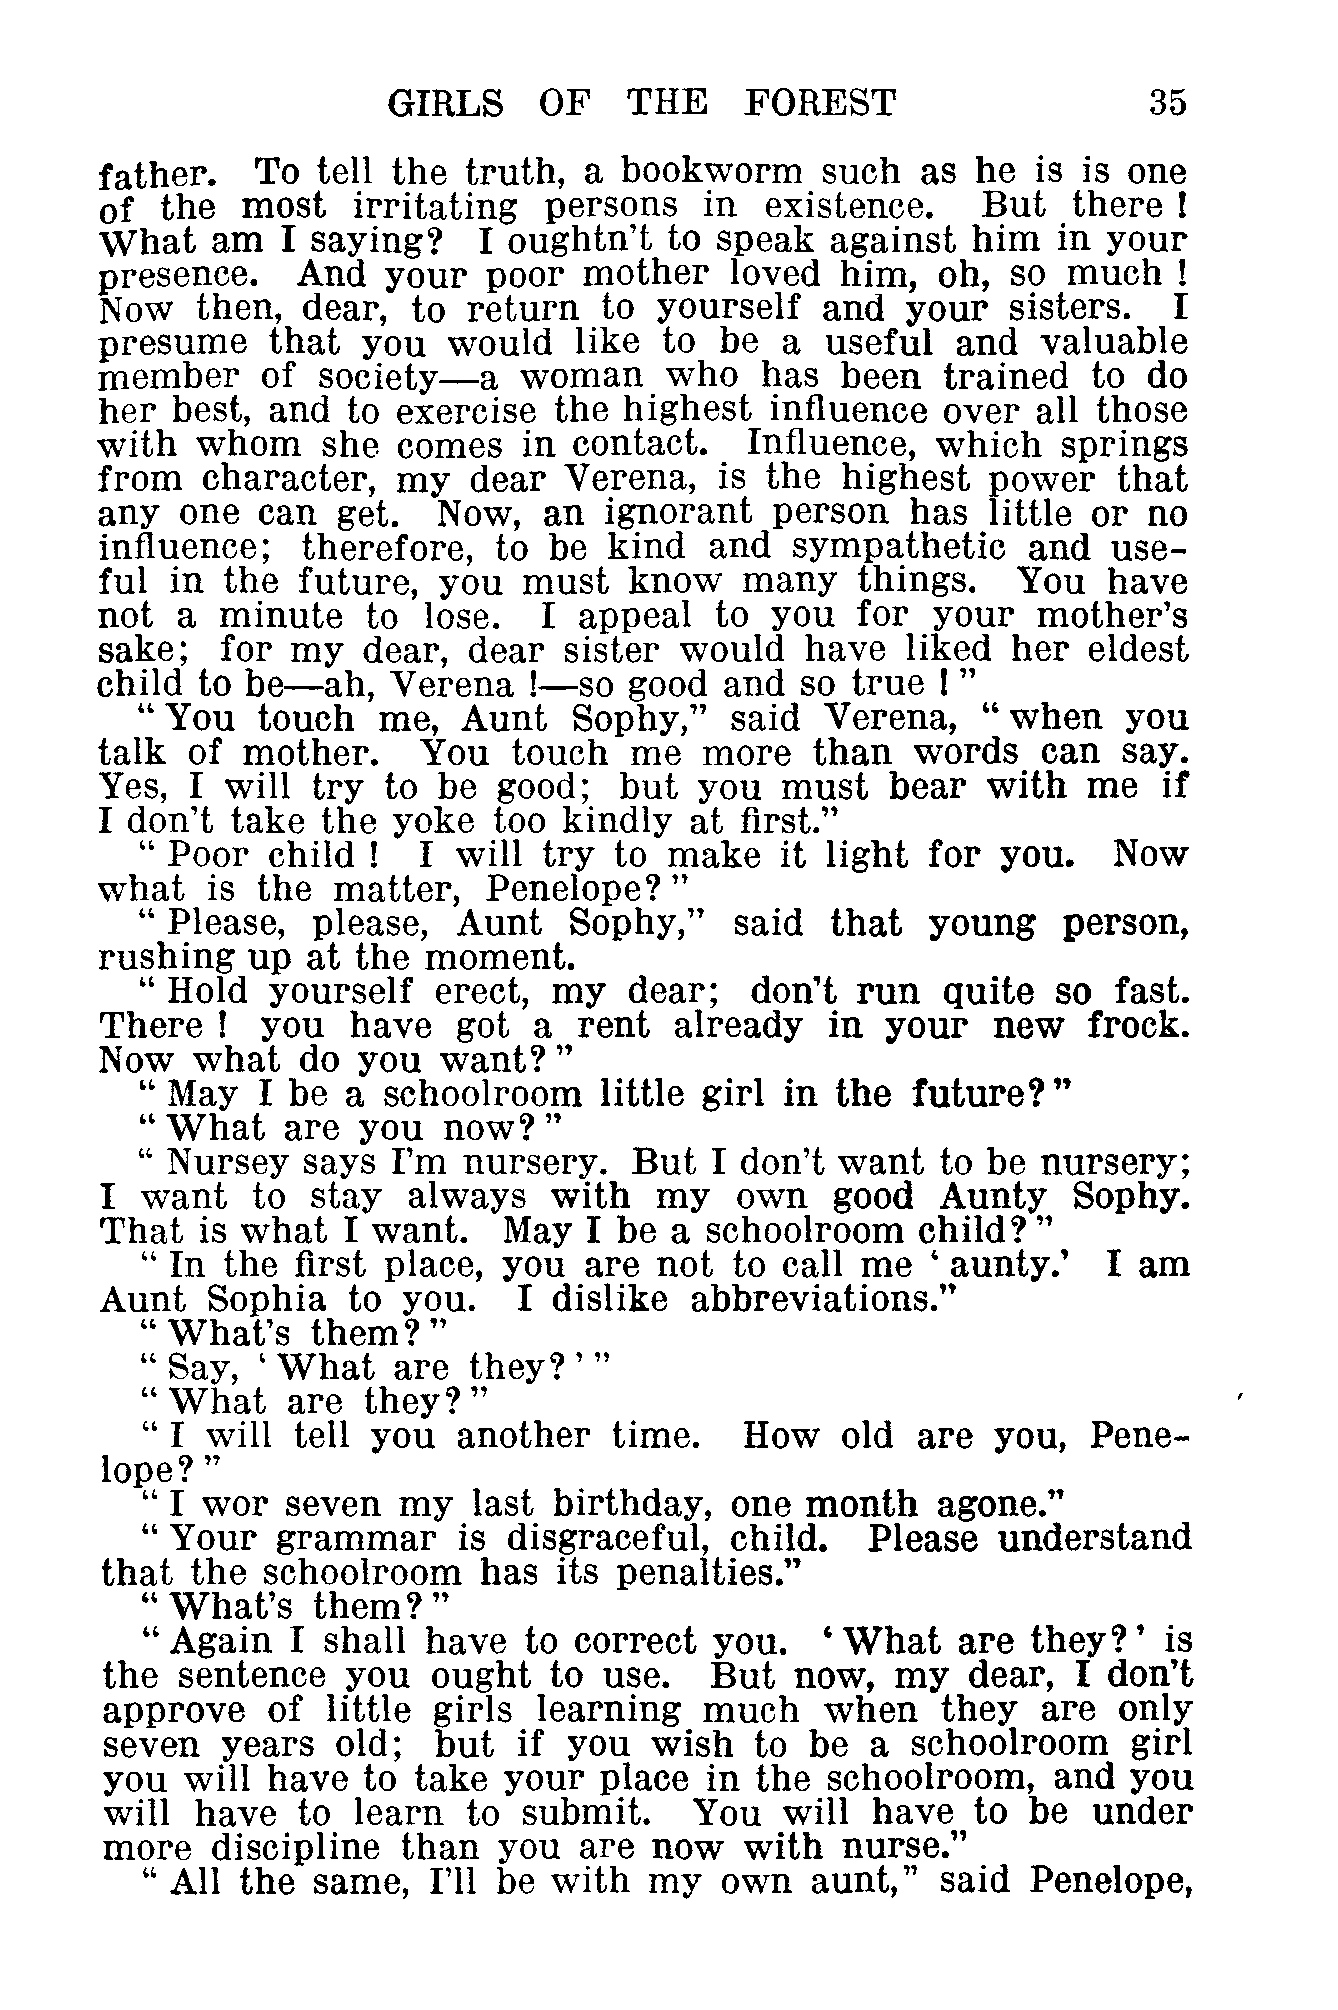 GIRLS OF THE FOREST 35
father. To tell the truth, a bookworm such as he is is one
of the most irritating persons in existence. But there !
What am I saying? I oughtn't to speak against him in your
presence. And your poor mother loved him, oh, so much !
Now then, dear, to return to yourself and your sisters. I
presume that you would like to be a useful and valuable
member of society—a woman who has been trained to do
her best, and to exercise the highest influence over all those
with whom she comes in contact. Influence, which springs
from character, my dear Verena, is the highest power that
any one can get. Now, an ignorant person has little or no
influence; therefore, to be kind and sympathetic and use-
ful in the future, you must know many things. You have
not a minute to lose. I appeal to you for your mother's
sake; for my dear, dear sister would have liked her eldest
child to be—ah, Verena !—so good and so true ! ”
“ You touch me, Aunt Sophy,” said Verena, “ when you
talk of mother. You touch me more than words can say.
Yes, I will try to be good; but you must bear with me if
I don't take the yoke too kindly at first.”
“ Poor child ! I will try to make it light for you. Now
what is the matter, Penelope? ”
“ Please, please, Aunt Sophy,” said that young person,
rushing up at the moment.
“ Hold yourself erect, my dear; don't run quite so fast.
There ! you have got a rent already in your new frock.
Now what do you want? ”
“ May I be a schoolroom little girl in the future? ”
“ What are you now? ”
“ Nursey says I'm nursery. But I don't want to be nursery;
I want to stay always with my own good Aunty Sophy.
That is what I want. May I be a schoolroom child? ”
“ In the first place, you are not to call me ‘ aunty.’ I am
Aunt Sophia to you. I dislike abbreviations.”
“ What's them? ”
“ Say, ‘ What are they? ’ ”
“ What are they? ”
“ I will tell you another time. How old are you, Pene-
lope? ”
“ I wor seven my last birthday, one month agone.”
“ Your grammar is disgraceful, child. Please understand
that the schoolroom has its penalties.”
“ What's them? ”
“ Again I shall have to correct you. ‘ What are they? ’ is
the sentence you ought to use. But now, my dear, I don't
approve of little girls learning much when they are only
seven years old; but if you wish to be a schoolroom girl
you will have to take your place in the schoolroom, and you
will have to learn to submit. You will have to be under
more discipline than you are now with nurse.”
“ All the same, I'll be with my own aunt,” said Penelope,